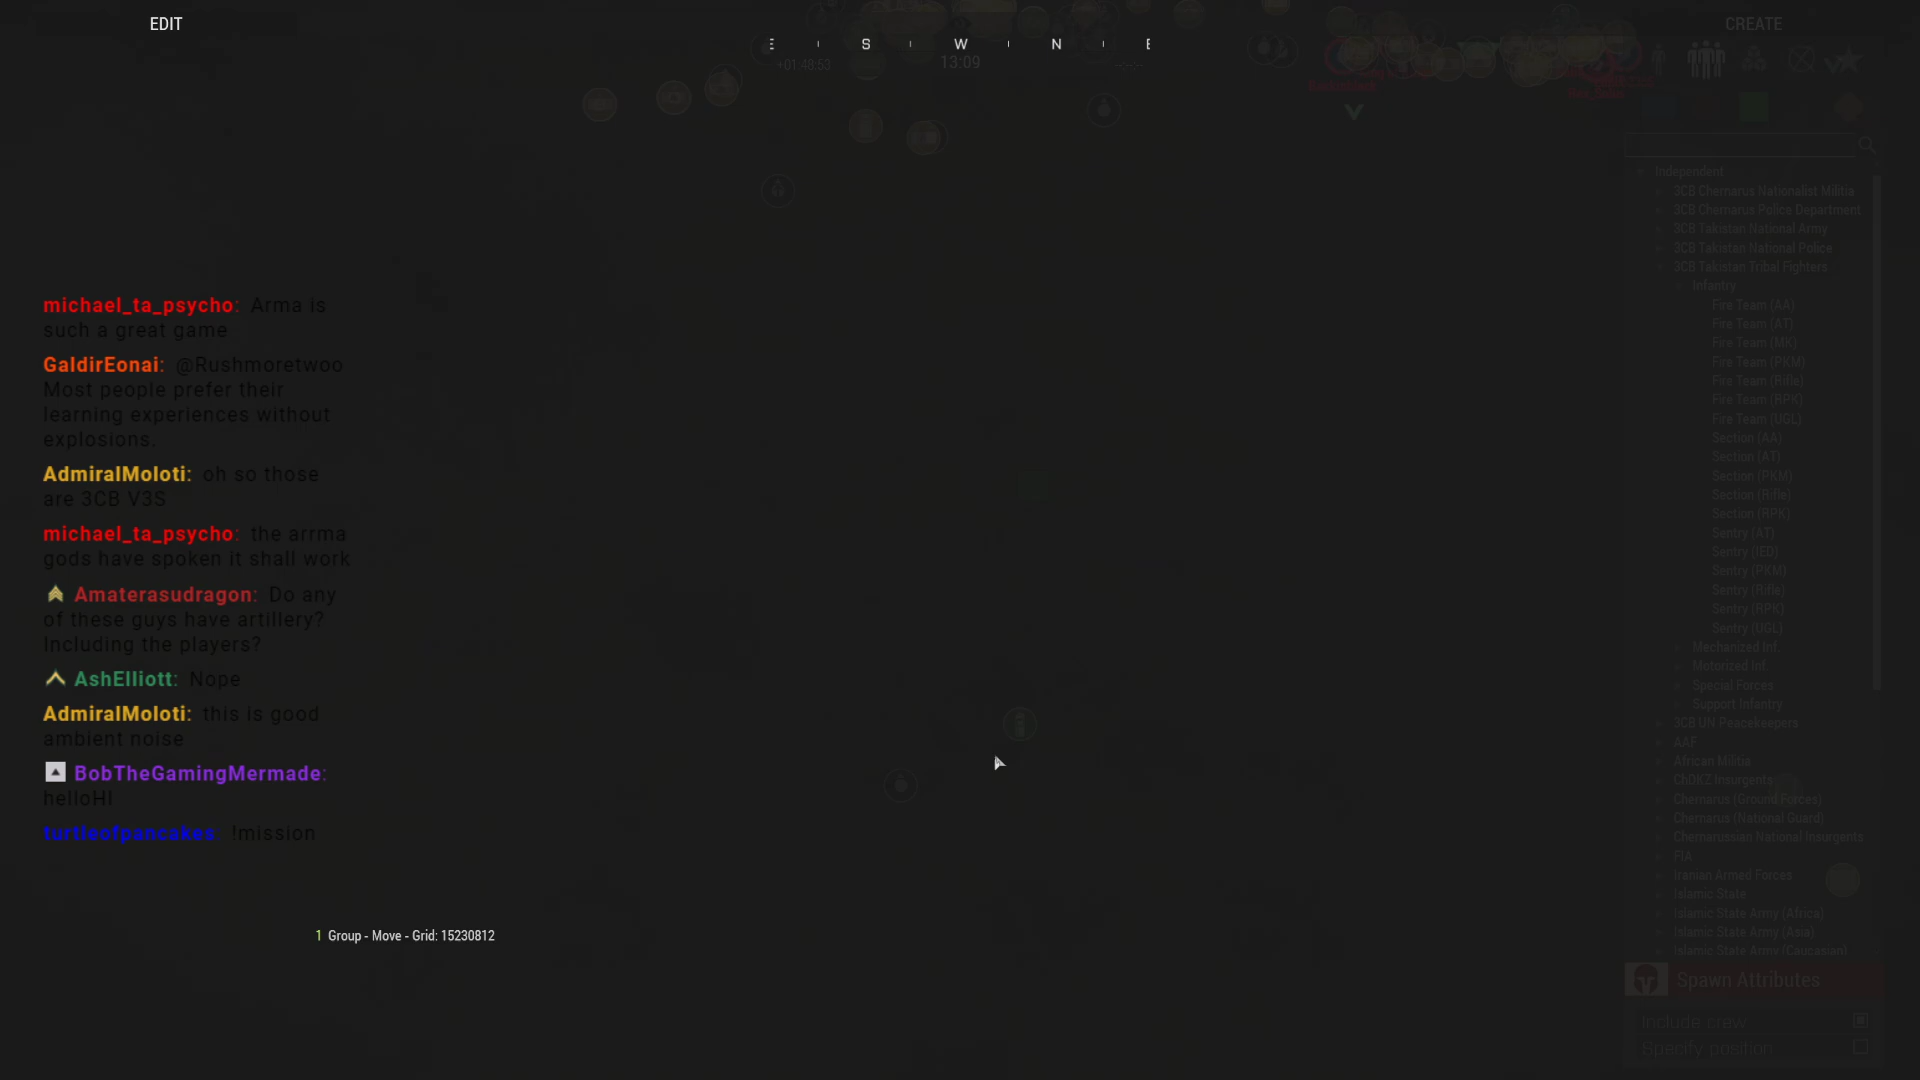 EDIT
CREATE
E S W N E
+01:48:53
13:09
michael_ta_psycho: Arma is
such a great game
GaldirEonai: @Rushmoretwoo
Most people prefer their
learning experiences without
explosions.
AdmiralMoloti: oh so those
are 3CB V3S
michael_ta_psycho: the arrma
gods have spoken it shall work
Amaterasudragon: Do any
of these guys have artillery?
Including the players?
AshElliott: Nope
AdmiralMoloti: this is good
ambient noise
BobTheGamingMermade:
helloHI
turtleofpancakes: !mission
1 Group - Move - Grid: 15230812
Independent
3CB Chernarus Nationalist Militia
3CB Chernarus Police Department
3CB Takistan National Army
3CB Takistan National Police
3CB Takistan Tribal Fighters
Infantry
Fire Team (AA)
Fire Team (AT)
Fire Team (MK)
Fire Team (PKM)
Fire Team (Rifle)
Fire Team (RPK)
Fire Team (UGL)
Section (AA)
Section (AT)
Section (PKM)
Section (Rifle)
Section (RPK)
Sentry (AT)
Sentry (IED)
Sentry (PKM)
Sentry (Rifle)
Sentry (RPK)
Sentry (UGL)
Mechanized Inf.
Motorized Inf.
Special Forces
Support Infantry
3CB UN Peacekeepers
AAF
African Militia
ChDKZ Insurgents
Chernarus (Ground Forces)
Chernarus (National Guard)
Chernarussian National Insurgents
FIA
Iranian Armed Forces
Islamic State
Islamic State Army (Africa)
Islamic State Army (Asia)
Islamic State Army (Caucasian)
Spawn Attributes
Include crew
Specify position